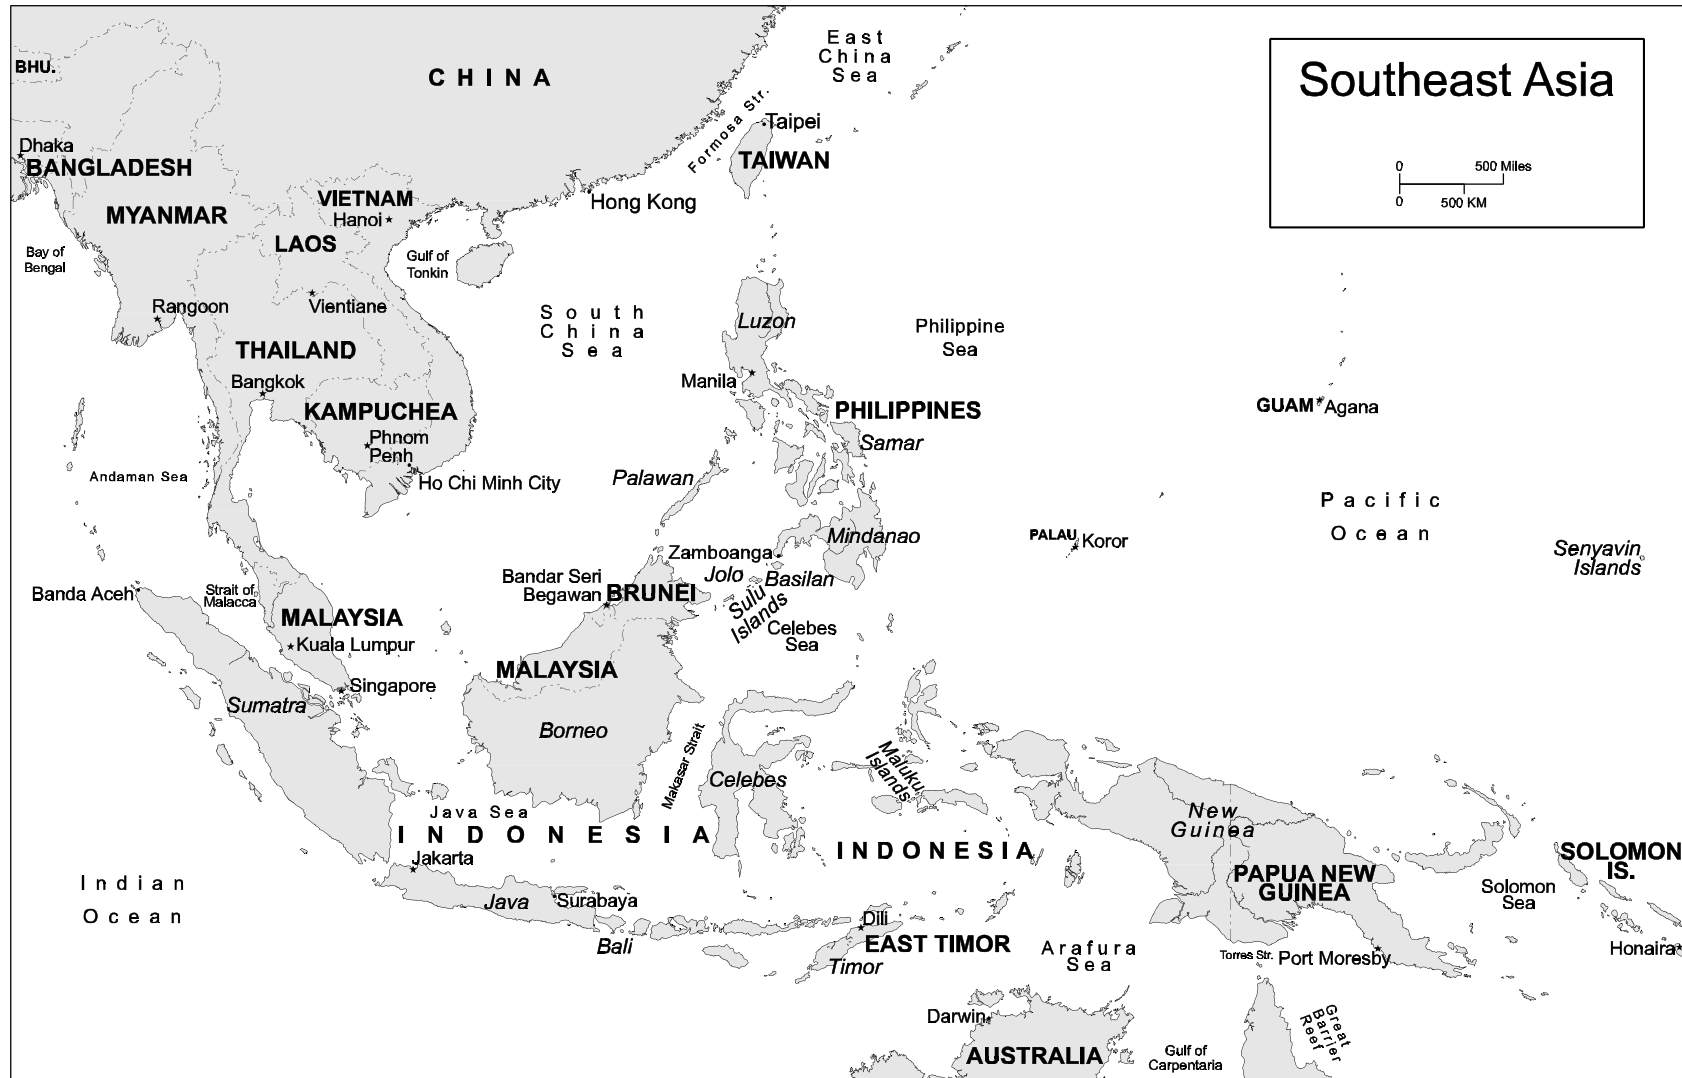 East
China
Sea
Southeast Asia
BHU.
CHINA
Formosa Str.
Taipei
Dhaka
BANGLADESH
TAIWAN
0 500 Miles
0 500 KM
VIETNAM
Hanoi
Hong Kong
MYANMAR
LAOS
Bay of
Bengal
Gulf of
Tonkin
Rangoon
Vientiane
South
China
Sea
Luzon
Philippine
Sea
THAILAND
Bangkok
Manila
KAMPUCHEA
PHILIPPINES
GUAM
Agana
Phnom
Penh
Samar
Andaman Sea
Ho Chi Minh City
Palawan
Pacific
Ocean
Mindanao
PALAU
Koror
Zamboanga
Senyavin
Islands
Jolo
Basilan
Bandar Seri
Begawan
BRUNEI
Banda Aceh
Strait of
Malacca
Sulu
Islands
MALAYSIA
Celebes
Sea
Kuala Lumpur
MALAYSIA
Singapore
Sumatra
Borneo
Makasar Strait
Celebes
Maluku
Islands
Java Sea
New
Guinea
INDONESIA
INDONESIA
Jakarta
SOLOMON
IS.
PAPUA NEW
GUINEA
Indian
Ocean
Java
Surabaya
Solomon
Sea
Dili
Bali
EAST TIMOR
Arafura
Sea
Timor
Torres Str.
Port Moresby
Honaira
Darwin
Great
Barrier
Reef
AUSTRALIA
Gulf of
Carpentaria